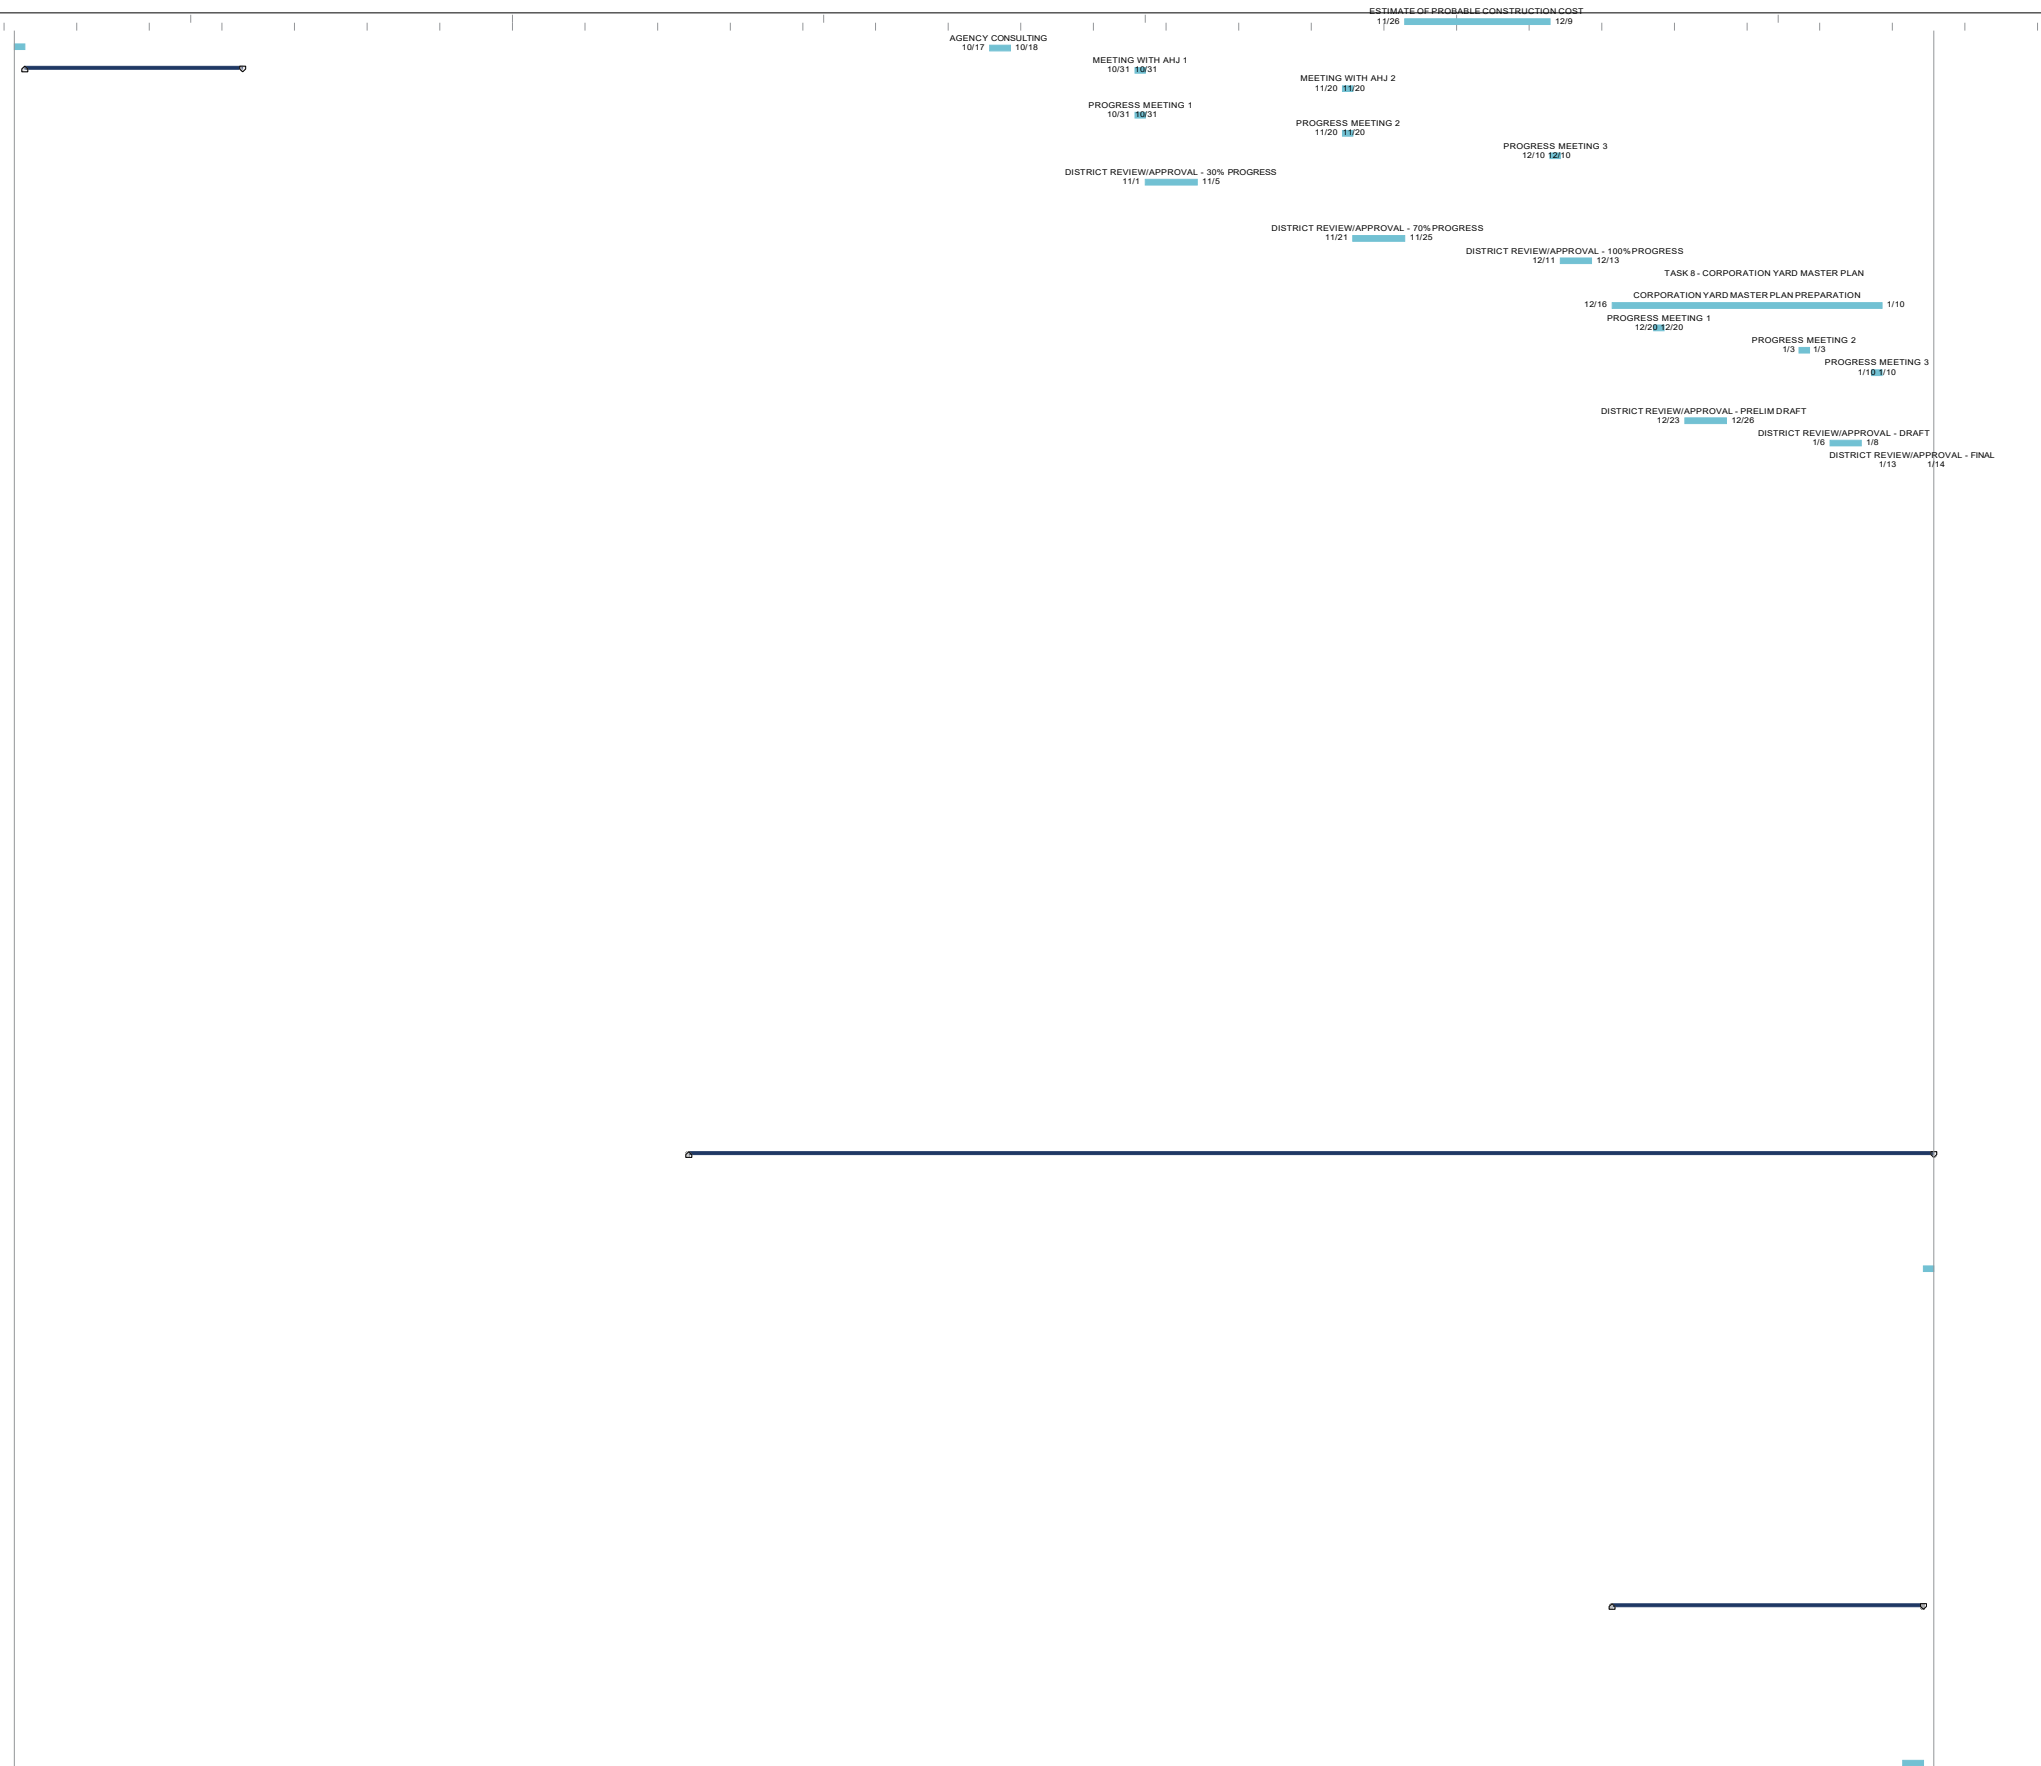 ESTIMATE OF PROBABLE CONSTRUCTION COST
11/26 12/9
AGENCY CONSULTING
10/17 10/18
MEETING WITH AHJ 1
10/31 10/31
MEETING WITH AHJ 2
11/20 11/20
PROGRESS MEETING 1
10/31 10/31
PROGRESS MEETING 2
11/20 11/20
PROGRESS MEETING 3
12/10 12/10
DISTRICT REVIEW/APPROVAL - 30% PROGRESS
11/1 11/5
DISTRICT REVIEW/APPROVAL - 70% PROGRESS
11/21 11/25
DISTRICT REVIEW/APPROVAL - 100% PROGRESS
12/11 12/13
TASK 8 - CORPORATION YARD MASTER PLAN
CORPORATION YARD MASTER PLAN PREPARATION
12/16 1/10
PROGRESS MEETING 1
12/20 12/20
PROGRESS MEETING 2
1/3 1/3
PROGRESS MEETING 3
1/10 1/10
DISTRICT REVIEW/APPROVAL - PRELIM DRAFT
12/23 12/26
DISTRICT REVIEW/APPROVAL - DRAFT
1/6 1/8
DISTRICT REVIEW/APPROVAL - FINAL
1/13 1/14